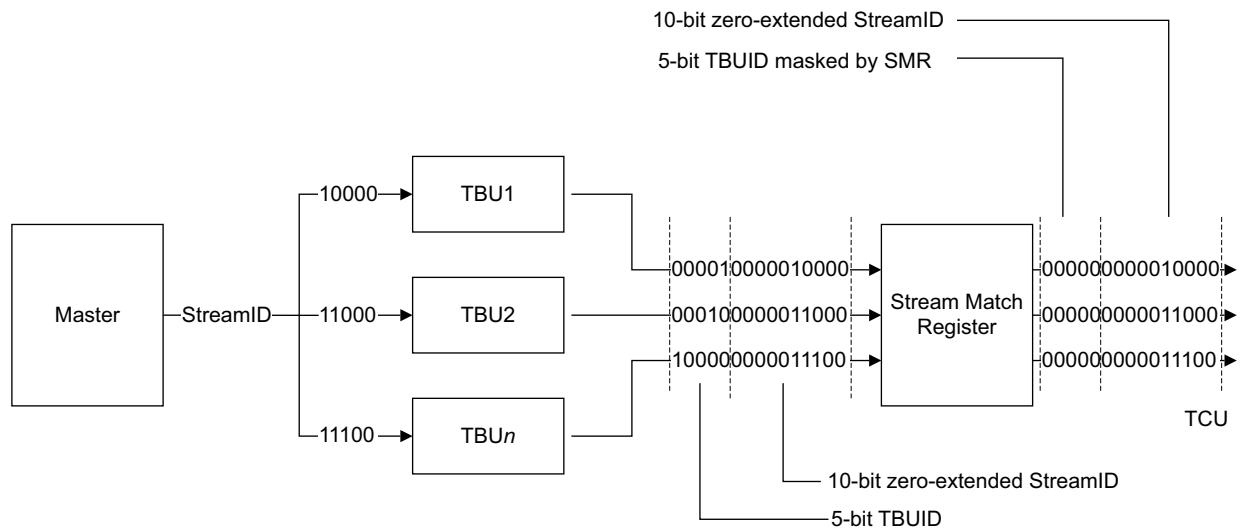 10-bit zero-extended StreamID
5-bit TBUID masked by SMR
10000
TBU1
Master
StreamID
11000
TBU2
11100
TBUn
000010000010000
000100000011000
100000000011100
Stream Match
Register
000000000010000
000000000011000
000000000011100
TCU
10-bit zero-extended StreamID
5-bit TBUID